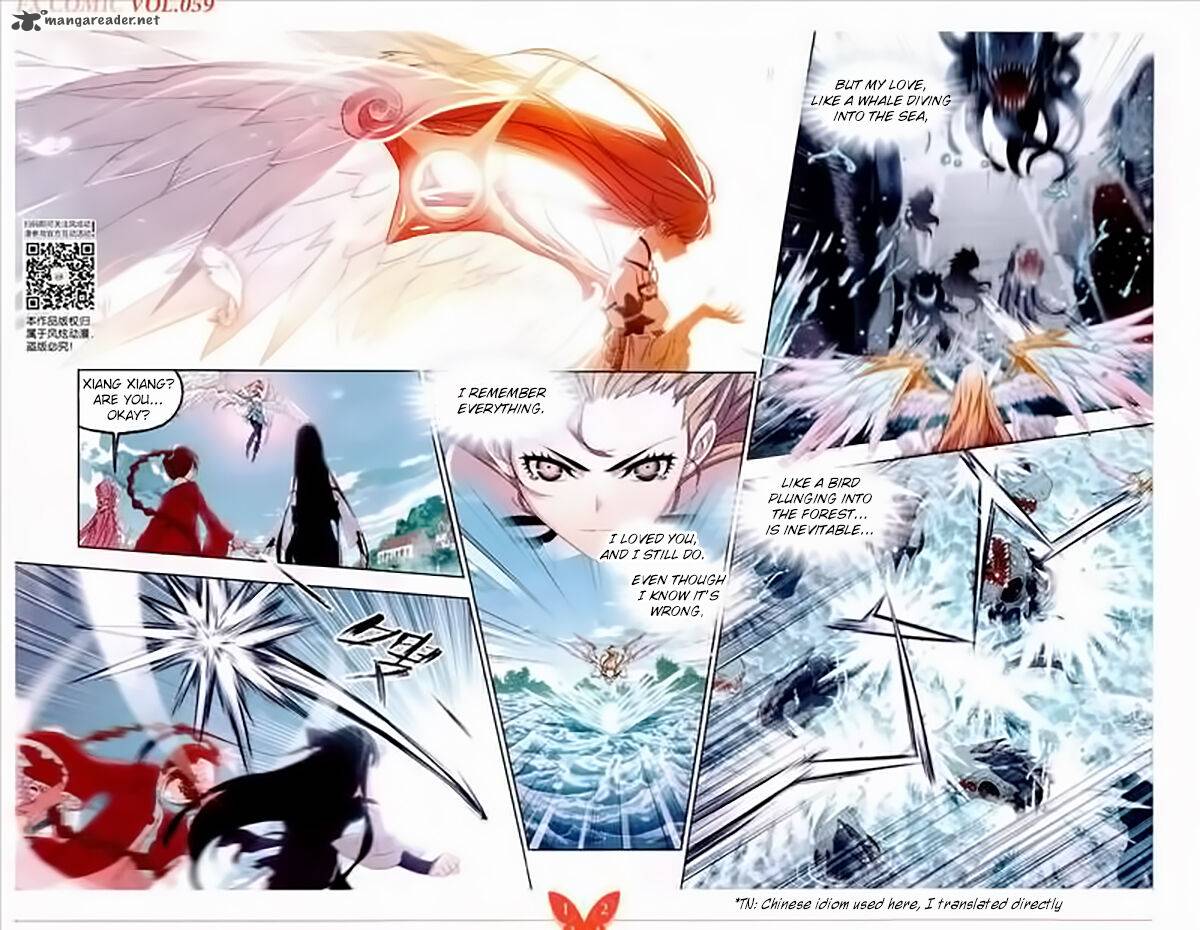 FX.COMIC VOL.059
mangareader.net
BUT MY LOVE,
LIKE A WHALE DIVING
INTO THE SEA,
本作品版权归
属于风炫动漫,
盗版必究!
XIANG XIANG?
ARE YOU...
OKAY?
I REMEMBER
EVERYTHING.
I LOVED YOU,
AND I STILL DO.
EVEN THOUGH
I KNOW IT'S
WRONG.
LIKE A BIRD
PLUNGING INTO
THE FOREST...
IS INEVITABLE...
1 2
*TN: Chinese idiom used here, I translated directly